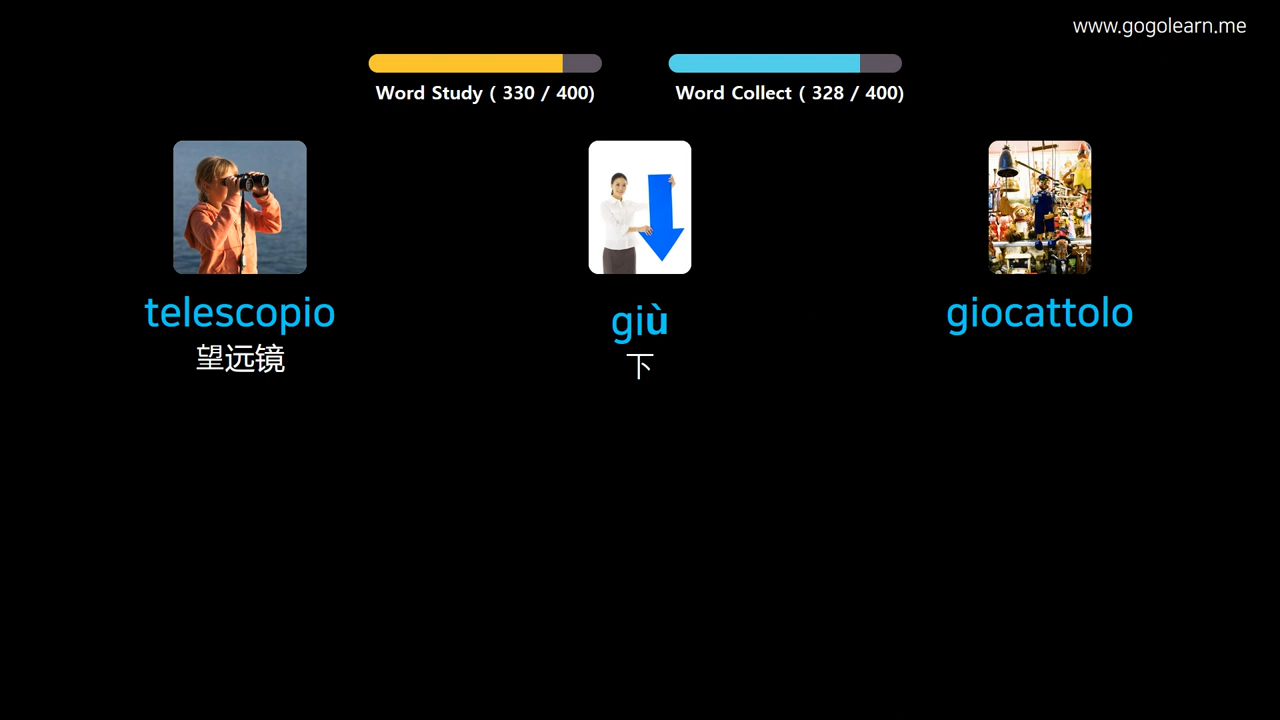 www.gogolearn.me
Word Study ( 330 / 400)
Word Collect ( 328 / 400)
telescopio
望远镜
giù
下
giocattolo